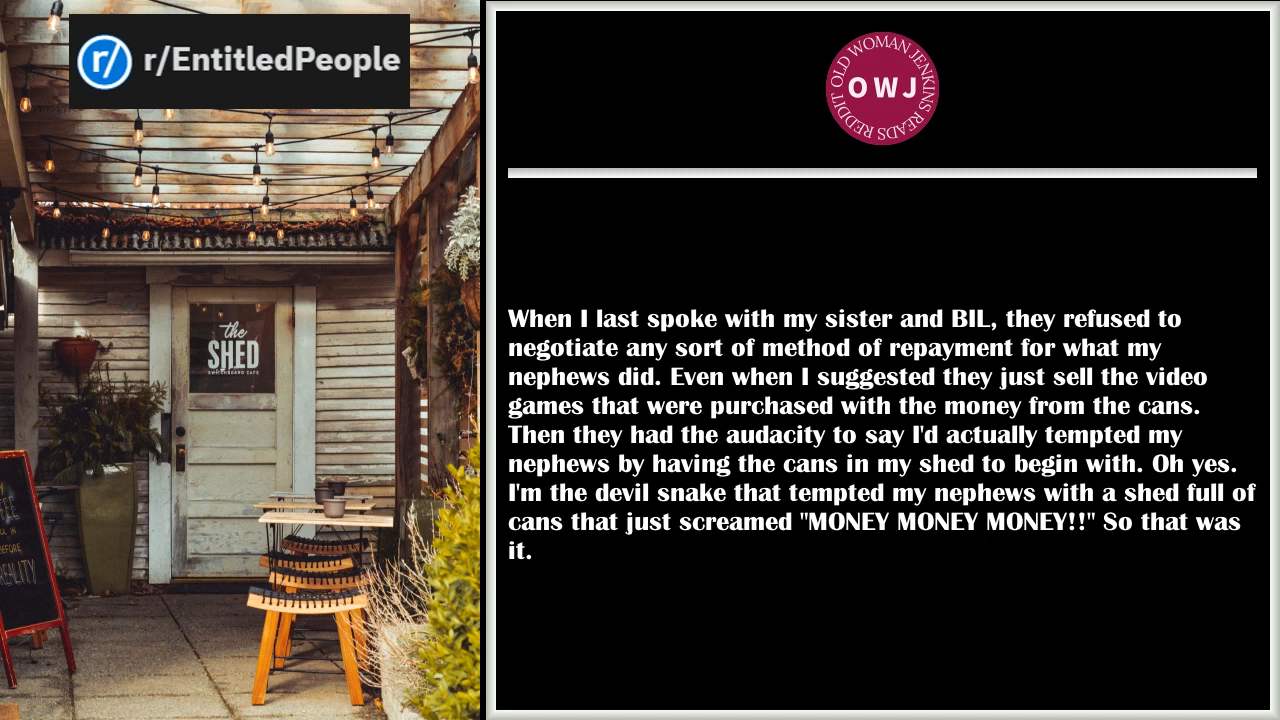 r/ r/EntitledPeople
OLD WOMAN JENKINS READS REDDIT
OWJ
the
SHED
When I last spoke with my sister and BIL, they refused to
negotiate any sort of method of repayment for what my
nephews did. Even when I suggested they just sell the video
games that were purchased with the money from the cans.
Then they had the audacity to say I'd actually tempted my
nephews by having the cans in my shed to begin with. Oh yes.
I'm the devil snake that tempted my nephews with a shed full of
cans that just screamed "MONEY MONEY MONEY!!" So that was
it.